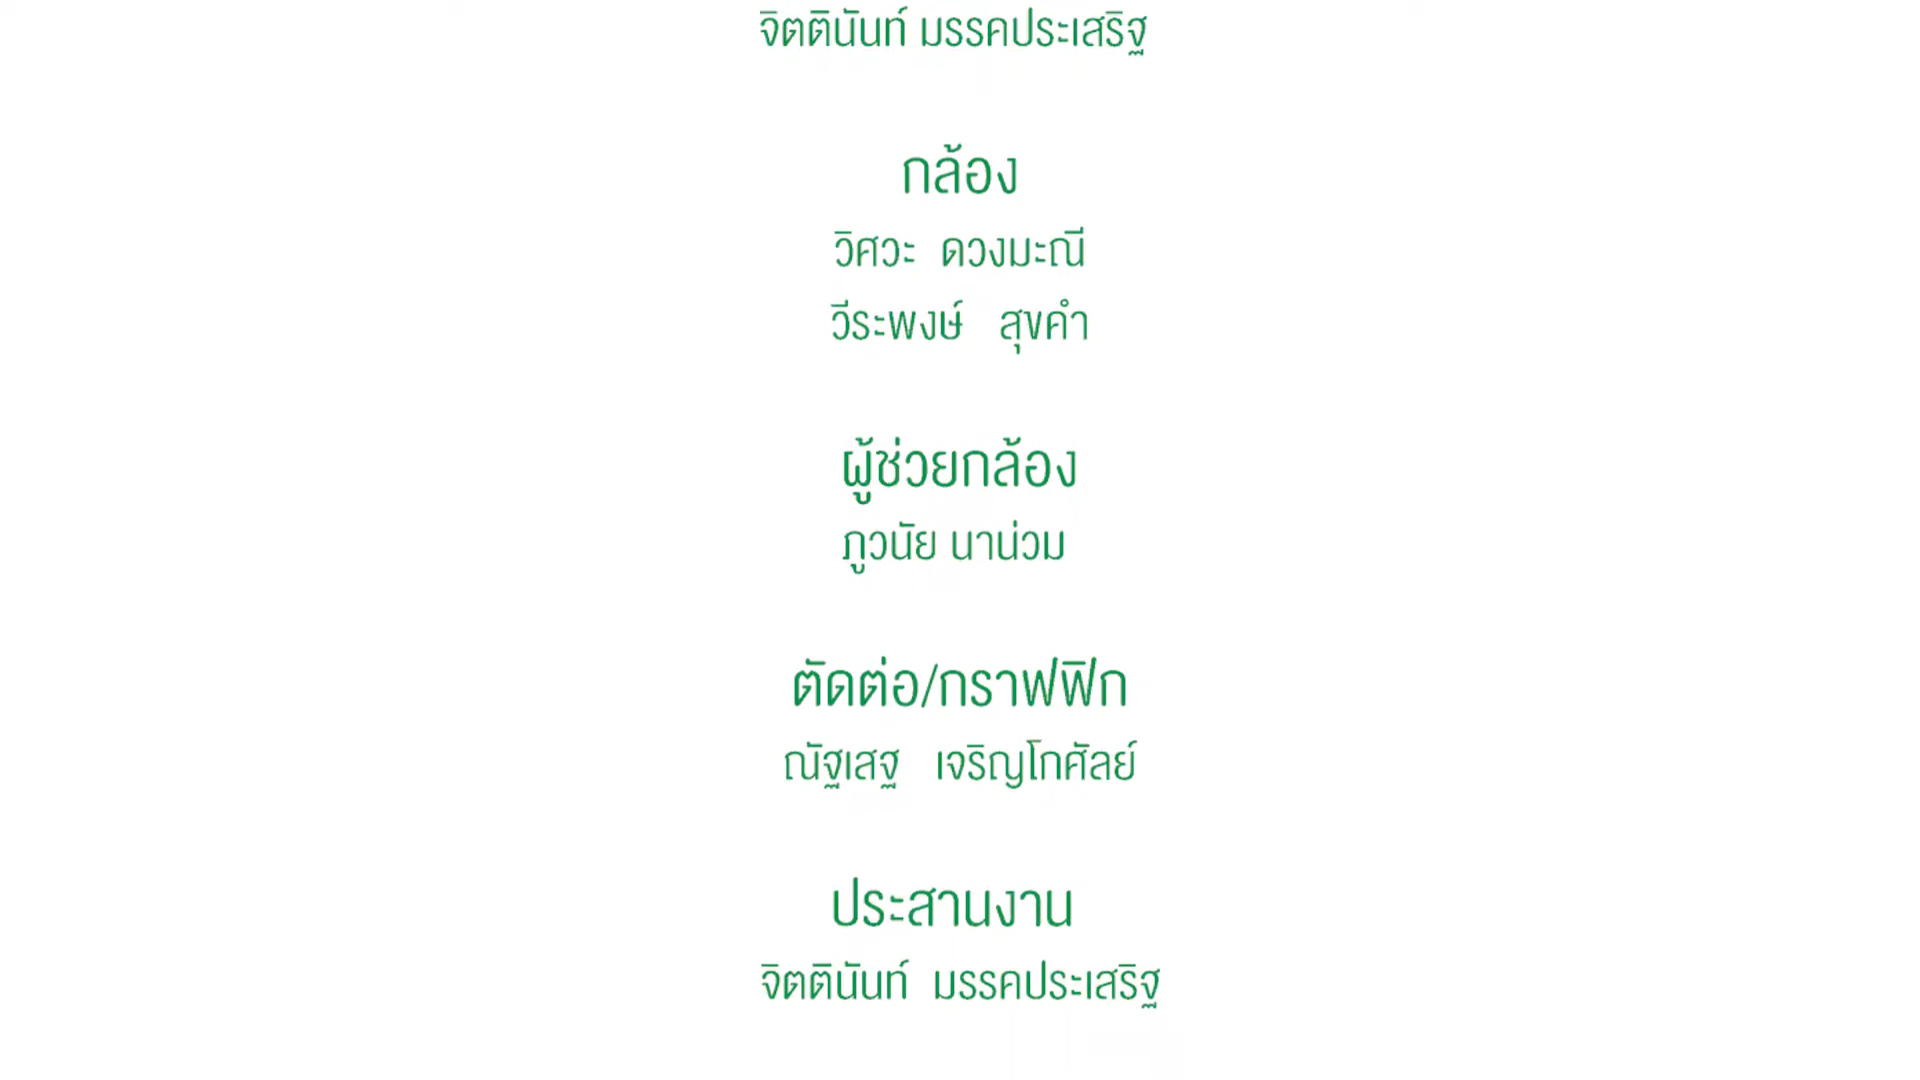 จิตตินันท์ มรรคประเสริฐ
กล้อง
วิศวะ ดวงมะณี
วีระพงษ์ สุขคำ
ผู้ช่วยกล้อง
ภูวนัย นาน่วม
ตัดต่อ/กราฟฟิก
ณัฐเสฐ เจริญโกศัลย์
ประสานงาน
จิตตินันท์ มรรคประเสริฐ